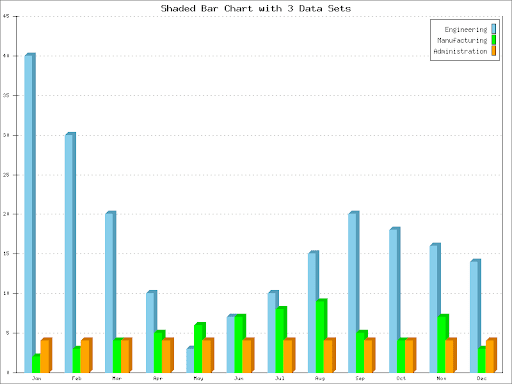 Shaded Bar Chart with 3 Data Sets
45
Engineering
Manufacturing
Administration
40
35
30
25
20
15
10
5
0
Jan Feb Mar Apr May Jun Jul Aug Sep Oct Nov Dec